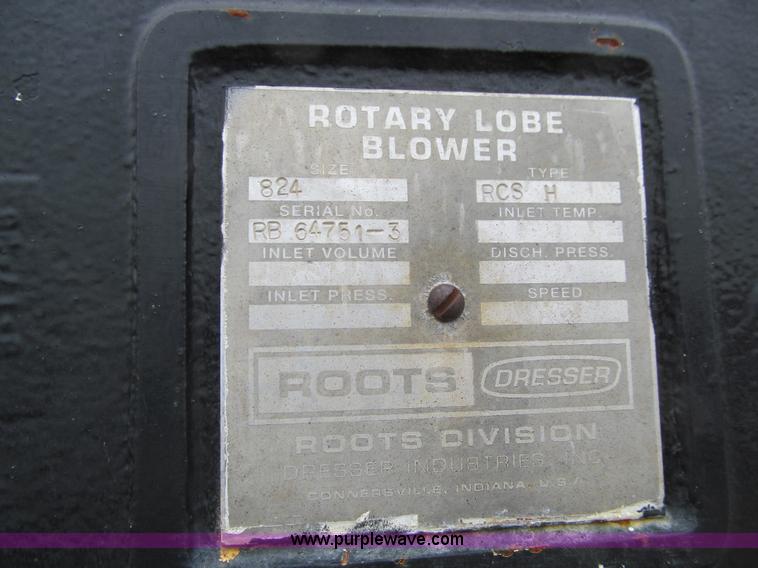 ROTARY LOBE
BLOWER
SIZE TYPE
824 RCS H
SERIAL No. INLET TEMP.
RB 64751-3
INLET VOLUME DISCH. PRESS.
INLET PRESS. SPEED
ROOTS DRESSER
ROOTS DIVISION
DRESSER INDUSTRIES, INC.
CONNERSVILLE, INDIANA, U.S.A.
www.purplewave.com